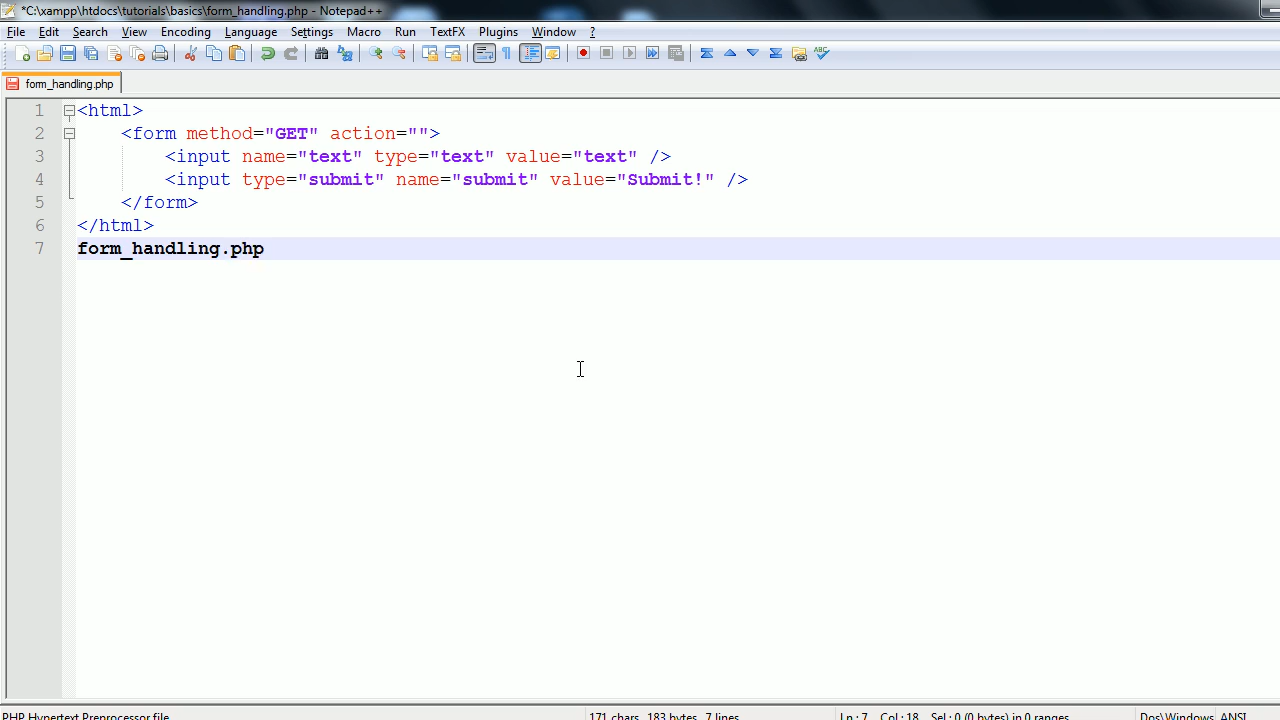 *C:\xampp\htdocs\tutorials\basics\form_handling.php - Notepad++
File Edit Search View Encoding Language Settings Macro Run TextFX Plugins Window ?
form_handling.php
1 <html>
2 <form method="GET" action="">
3 <input name="text" type="text" value="text" />
4 <input type="submit" name="submit" value="Submit!" />
5 </form>
6 </html>
7 form_handling.php
PHP Hypertext Preprocessor file 171 chars 183 bytes 7 lines Ln : 7 Col : 18 Sel : 0 (0 bytes) in 0 ranges Dos\Windows ANSI